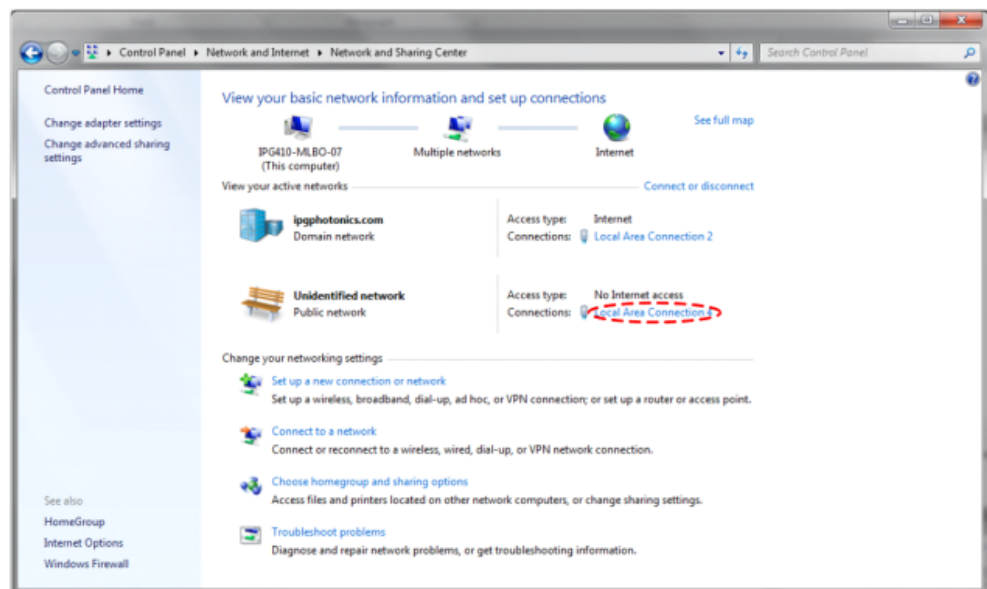 Control Panel ▸ Network and Internet ▸ Network and Sharing Center
Search Control Panel
Control Panel Home
Change adapter settings
Change advanced sharing
settings
View your basic network information and set up connections
See full map
IPG410-MLBO-07
(This computer)
Multiple networks
Internet
View your active networks
Connect or disconnect
ipgphotonics.com
Domain network
Access type: Internet
Connections: Local Area Connection 2
Unidentified network
Public network
Access type: No Internet access
Connections: Local Area Connection
Change your networking settings
Set up a new connection or network
Set up a wireless, broadband, dial-up, ad hoc, or VPN connection; or set up a router or access point.
Connect to a network
Connect or reconnect to a wireless, wired, dial-up, or VPN network connection.
Choose homegroup and sharing options
Access files and printers located on other network computers, or change sharing settings.
Troubleshoot problems
Diagnose and repair network problems, or get troubleshooting information.
See also
HomeGroup
Internet Options
Windows Firewall